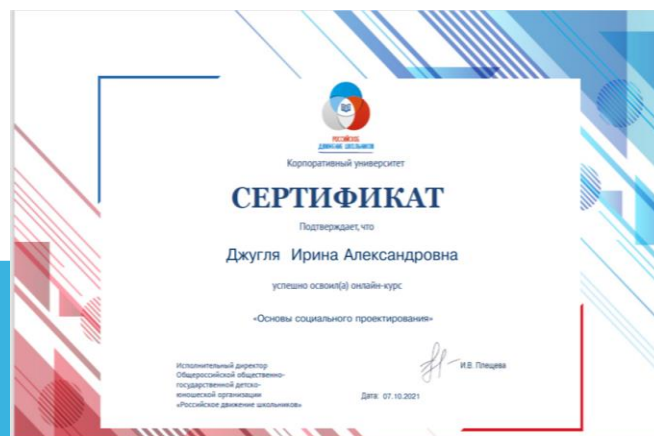 РОССИЙСКОЕ
ДВИЖЕНИЕ ШКОЛЬНИКОВ
Корпоративный университет
СЕРТИФИКАТ
Подтверждает, что
Джугля Ирина Александровна
успешно освоил(а) онлайн-курс
«Основы социального проектирования»
Исполнительный директор
Общероссийской общественно-
государственной детско-
юношеской организации
«Российское движение школьников»
И.В. Плещева
Дата: 07.10.2021